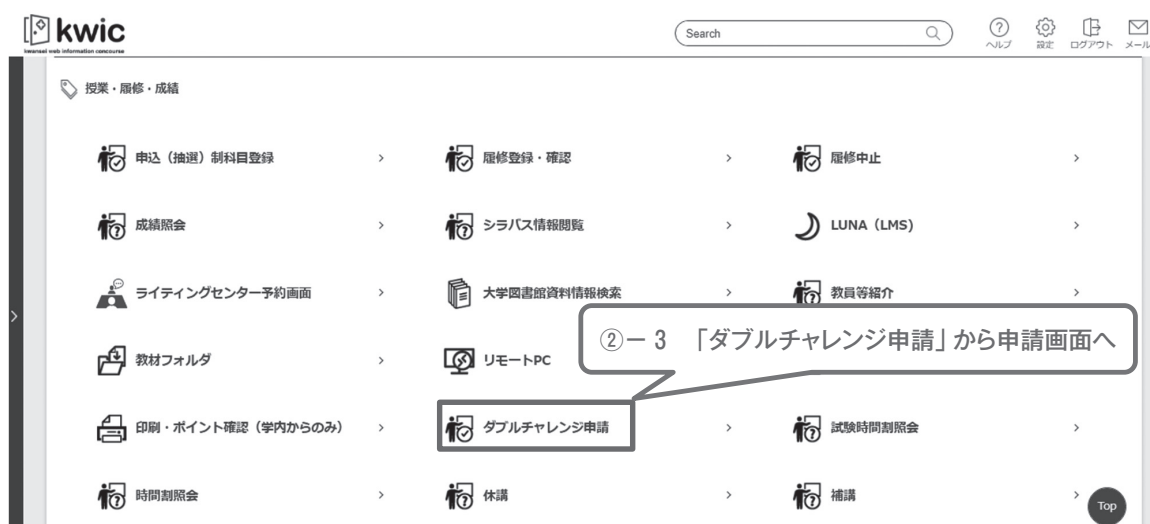 kwic
kwansei web information concourse
Search
ヘルプ
設定
ログアウト
メール
授業・履修・成績
申込（抽選）制科目登録
履修登録・確認
履修中止
成績照会
シラバス情報閲覧
LUNA（LMS）
ライティングセンター予約画面
大学図書館資料情報検索
教員等紹介
②－３ 「ダブルチャレンジ申請」から申請画面へ
教材フォルダ
リモートPC
印刷・ポイント確認（学内からのみ）
ダブルチャレンジ申請
試験時間割照会
時間割照会
休講
補講
Top